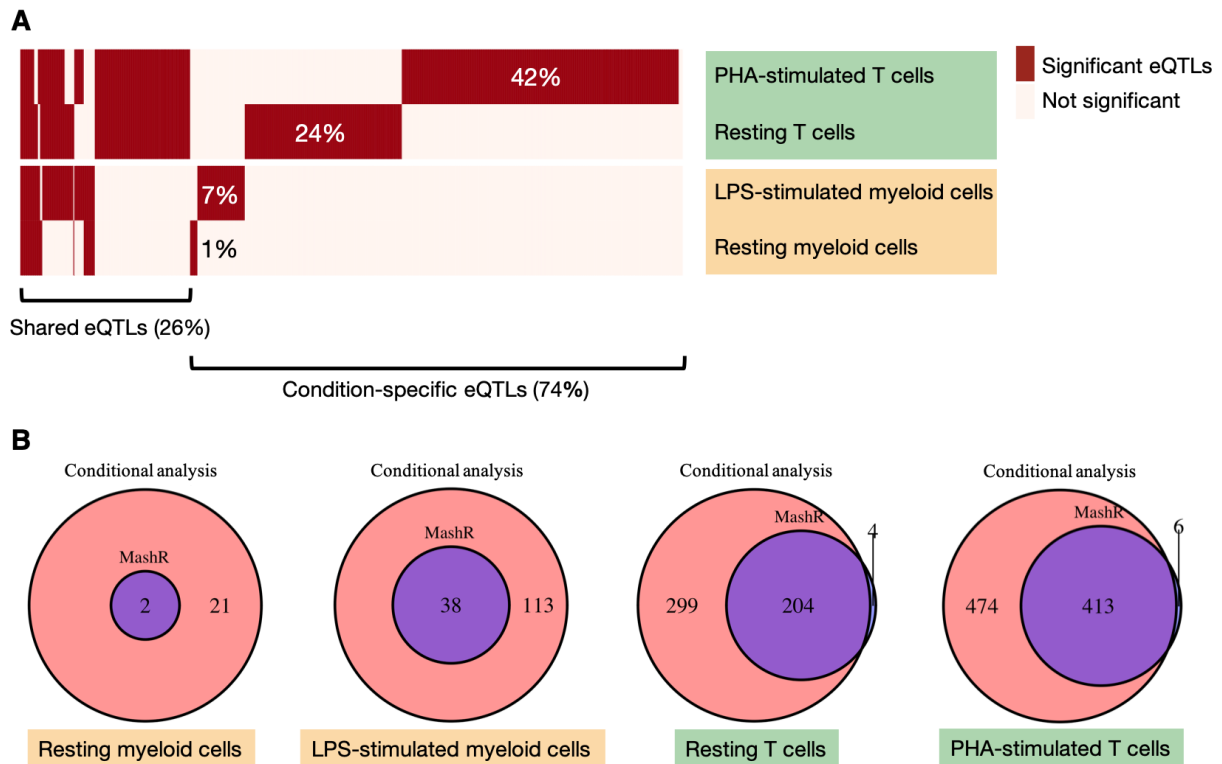 A
42%
PHA-stimulated T cells
Significant eQTLs
Not significant
24%
Resting T cells
7%
LPS-stimulated myeloid cells
1%
Resting myeloid cells
Shared eQTLs (26%)
Condition-specific eQTLs (74%)
B
Conditional analysis
MashR
2
21
Resting myeloid cells
Conditional analysis
MashR
38
113
LPS-stimulated myeloid cells
Conditional analysis
MashR
4
299
204
Resting T cells
Conditional analysis
MashR
6
474
413
PHA-stimulated T cells